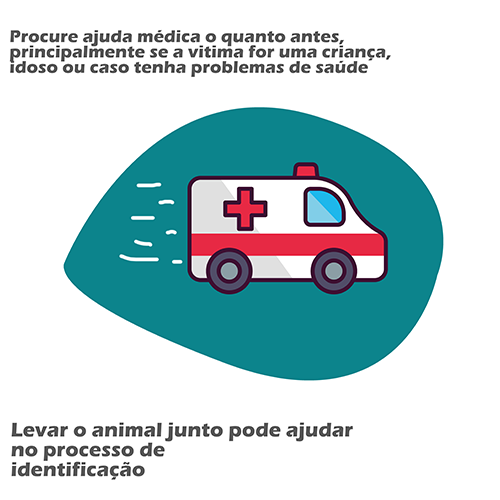 Procure ajuda médica o quanto antes,
principalmente se a vitima for uma criança,
idoso ou caso tenha problemas de saúde
Levar o animal junto pode ajudar
no processo de
identificação